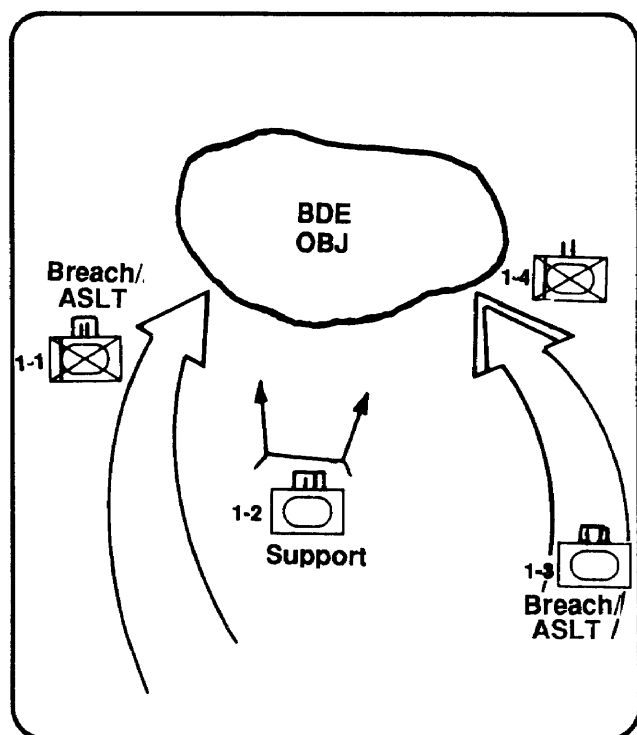 BDE
OBJ
1-4
Breach/
ASLT
1-1
1-2
Support
1-3
Breach/
ASLT